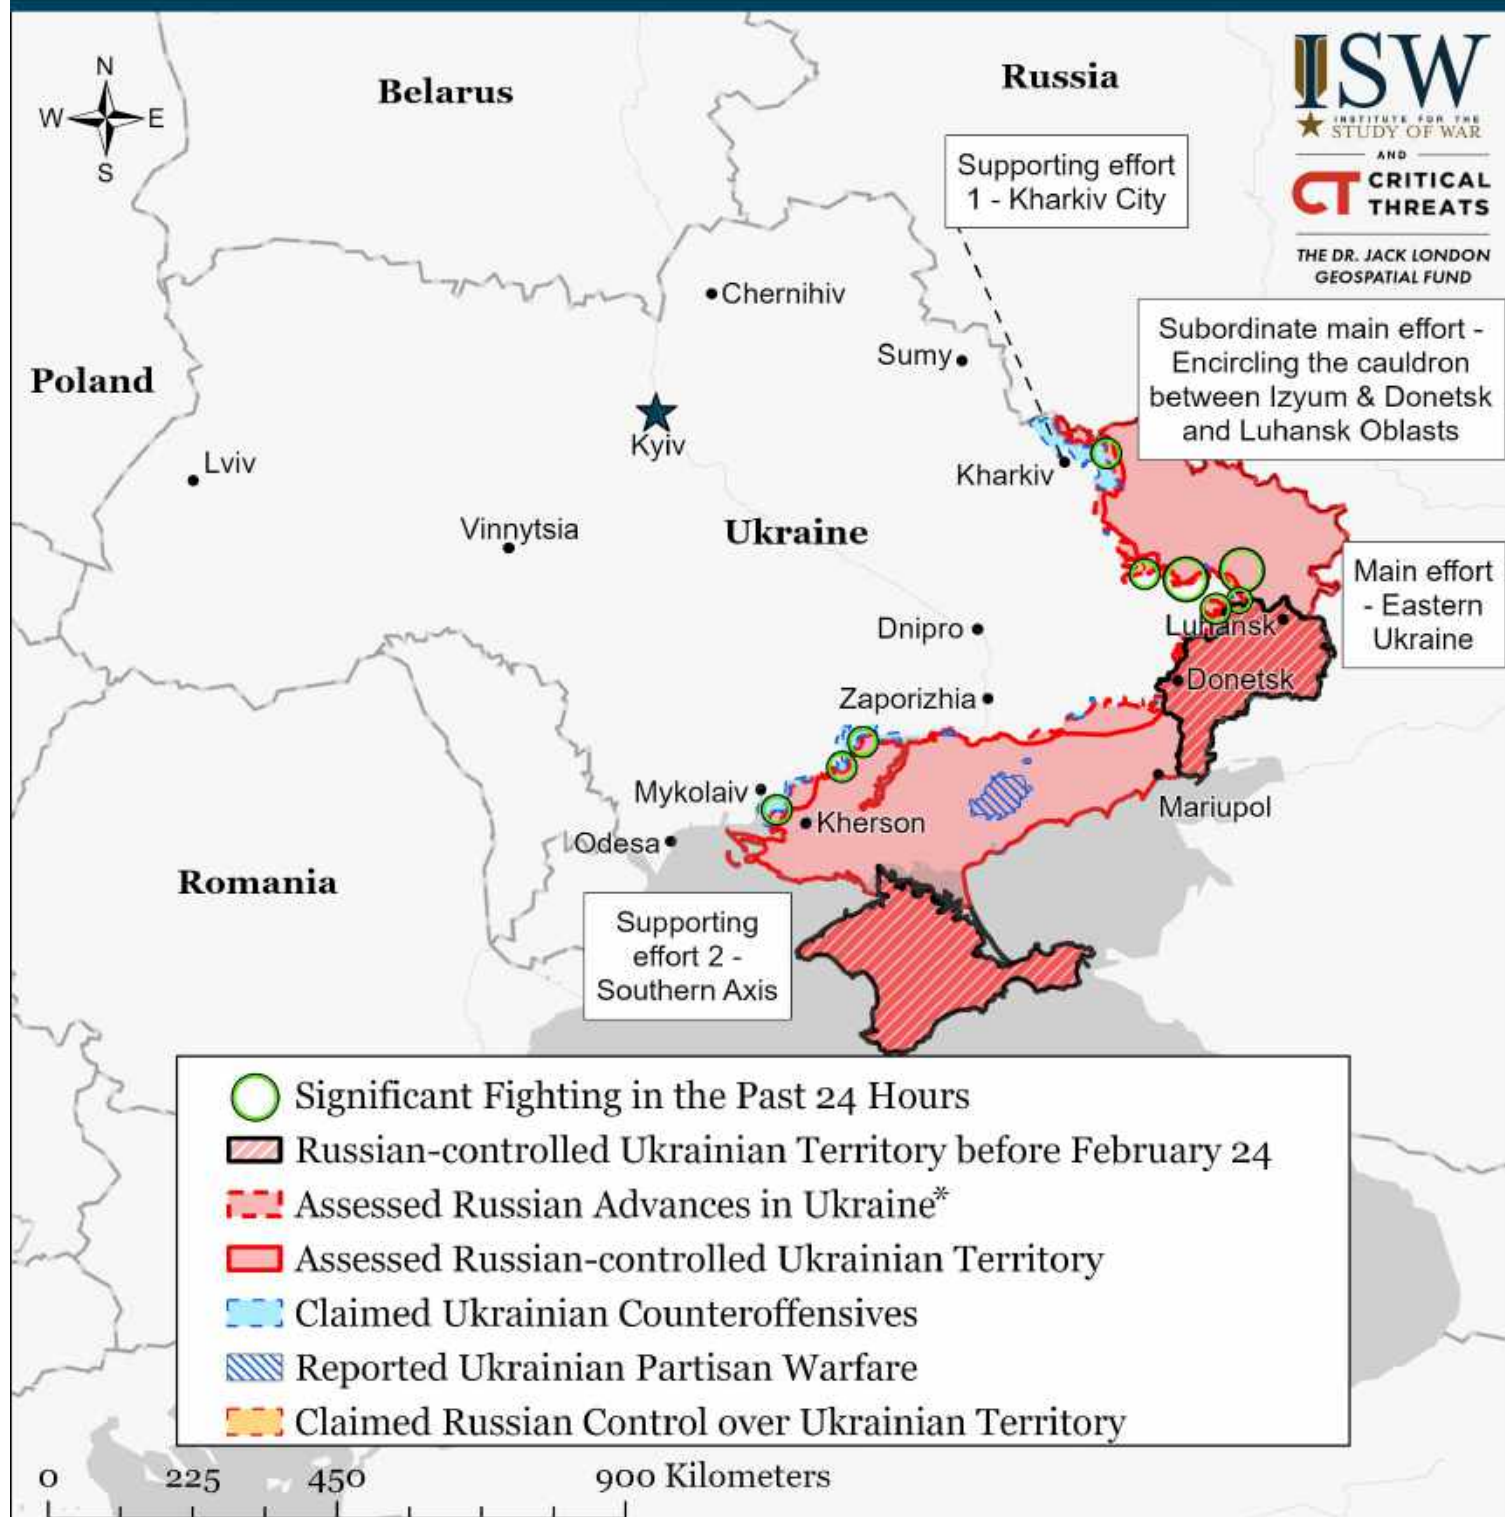 N
W E
S
Belarus
Russia
ISW
INSTITUTE FOR THE
STUDY OF WAR
AND
CT CRITICAL
THREATS
THE DR. JACK LONDON
GEOSPATIAL FUND
Supporting effort
1 - Kharkiv City
Chernihiv
Subordinate main effort -
Encircling the cauldron
between Izyum & Donetsk
and Luhansk Oblasts
Sumy
Poland
Kyiv
Lviv
Kharkiv
Vinnytsia
Ukraine
Main effort
- Eastern
Ukraine
Dnipro
Luhansk
Donetsk
Zaporizhia
Mykolaiv
Mariupol
Kherson
Odesa
Romania
Supporting
effort 2 -
Southern Axis
Significant Fighting in the Past 24 Hours
Russian-controlled Ukrainian Territory before February 24
Assessed Russian Advances in Ukraine*
Assessed Russian-controlled Ukrainian Territory
Claimed Ukrainian Counteroffensives
Reported Ukrainian Partisan Warfare
Claimed Russian Control over Ukrainian Territory
0 225 450 900 Kilometers